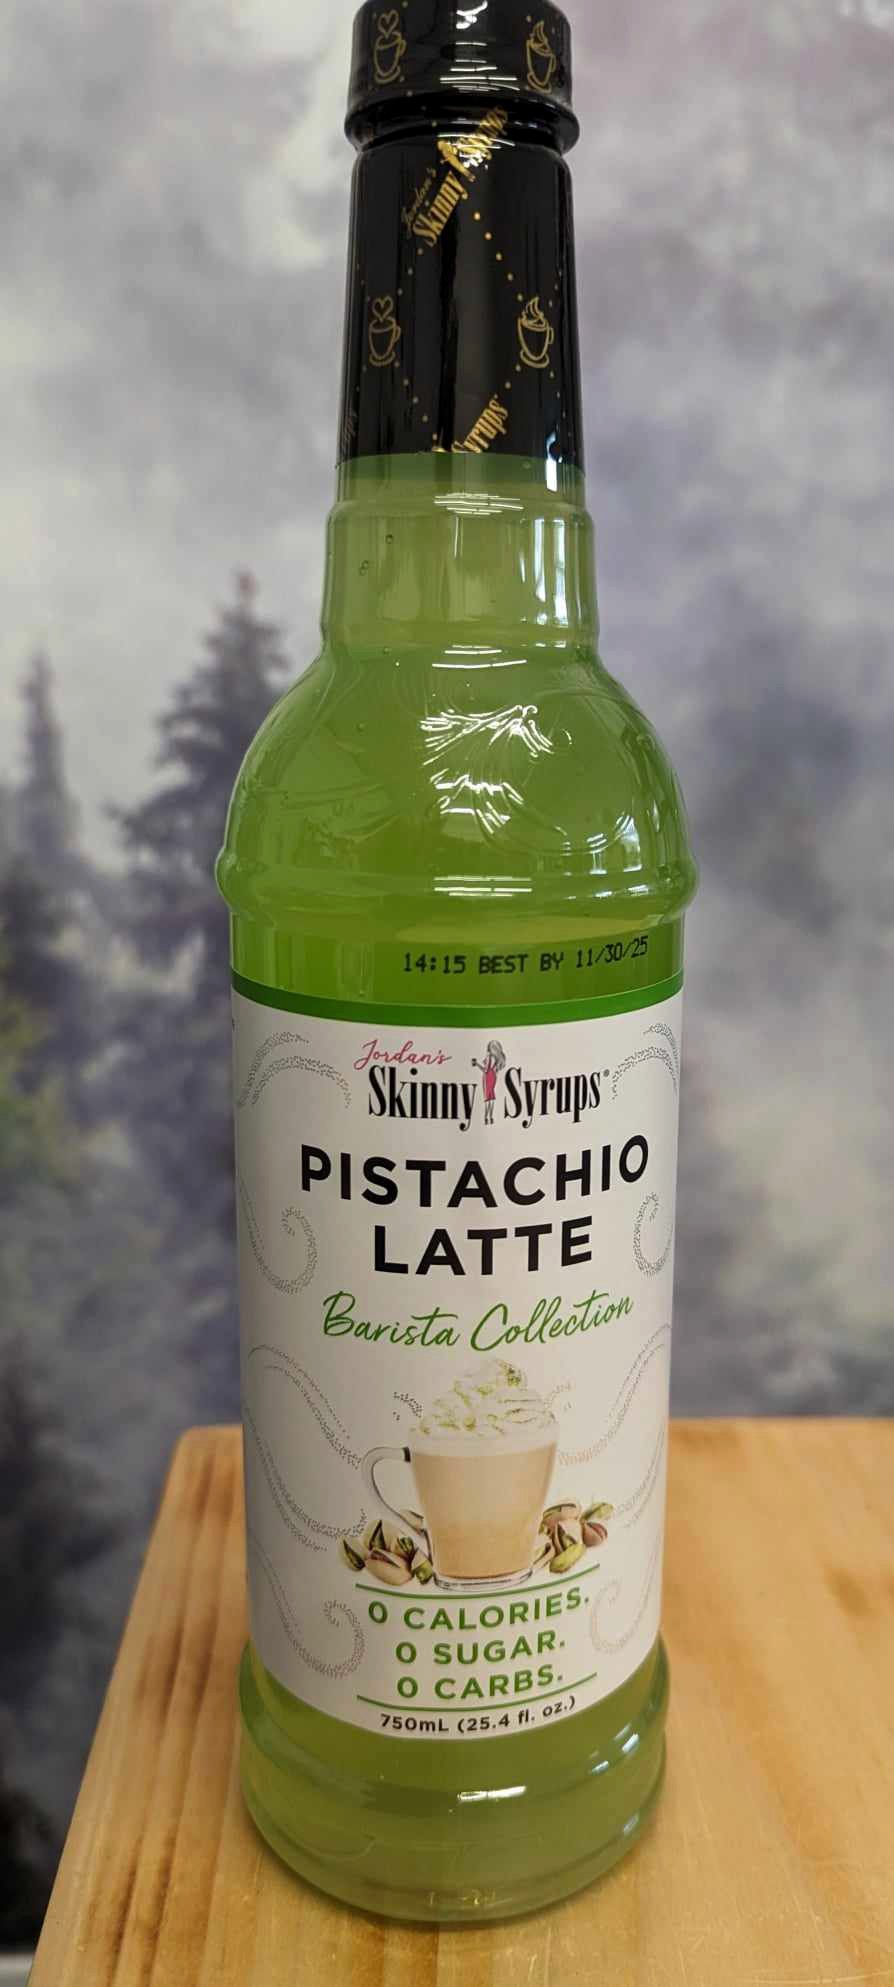 Jordan's
Skinny Syrups
Syrups
14:15 BEST BY 11/30/25
Jordan's
Skinny Syrups®
PISTACHIO
LATTE
Barista Collection
0 CALORIES.
0 SUGAR.
0 CARBS.
750mL (25.4 fl. oz.)